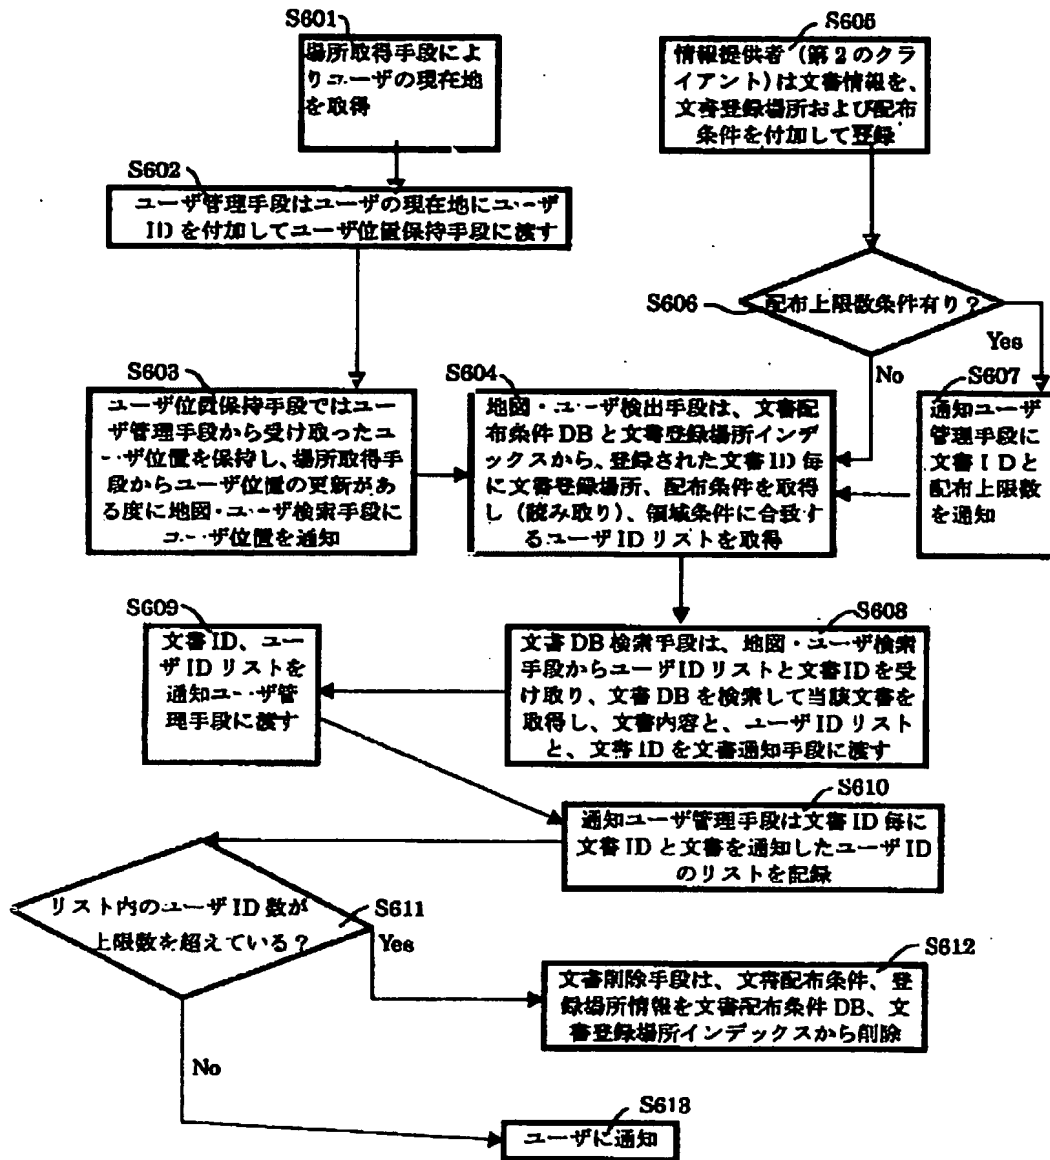 S601
場所取得手段によ
りユーザの現在地
を取得
S602
ユーザ管理手段はユーザの現在地にユーザ
IDを付加してユーザ位置保持手段に渡す
S603
ユーザ位置保持手段ではユー
ザ管理手段から受け取ったユ
ーザ位置を保持し、場所取得手
段からユーザ位置の更新があ
る度に地図・ユーザ検索手段に
ユーザ位置を通知
S604
地図・ユーザ検出手段は、文書配
布条件DBと文書登録場所インデ
ックスから、登録された文書ID毎
に文書登録場所、配布条件を取得
し（読み取り）、領域条件に合致す
るユーザIDリストを取得
S605
情報提供者（第2のクラ
イアント）は文書情報を、
文書登録場所および配布
条件を付加して登録
S606
配布上限数条件有り？
Yes
No
S607
通知ユーザ
管理手段に
文書IDと
配布上限数
を通知
S608
文書DB検索手段は、地図・ユーザ検索
手段からユーザIDリストと文書IDを受
け取り、文書DBを検索して当該文書を
取得し、文書内容と、ユーザIDリスト
と、文書IDを文書通知手段に渡す
S609
文書ID、ユー
ザIDリストを
通知ユーザ管
理手段に渡す
S610
通知ユーザ管理手段は文書ID毎に
文書IDと文書を通知したユーザID
のリストを記録
S611
リスト内のユーザID数が
上限数を超えている？
Yes
No
S612
文書削除手段は、文書配布条件、登
録場所情報を文書配布条件DB、文
書登録場所インデックスから削除
S613
ユーザに通知